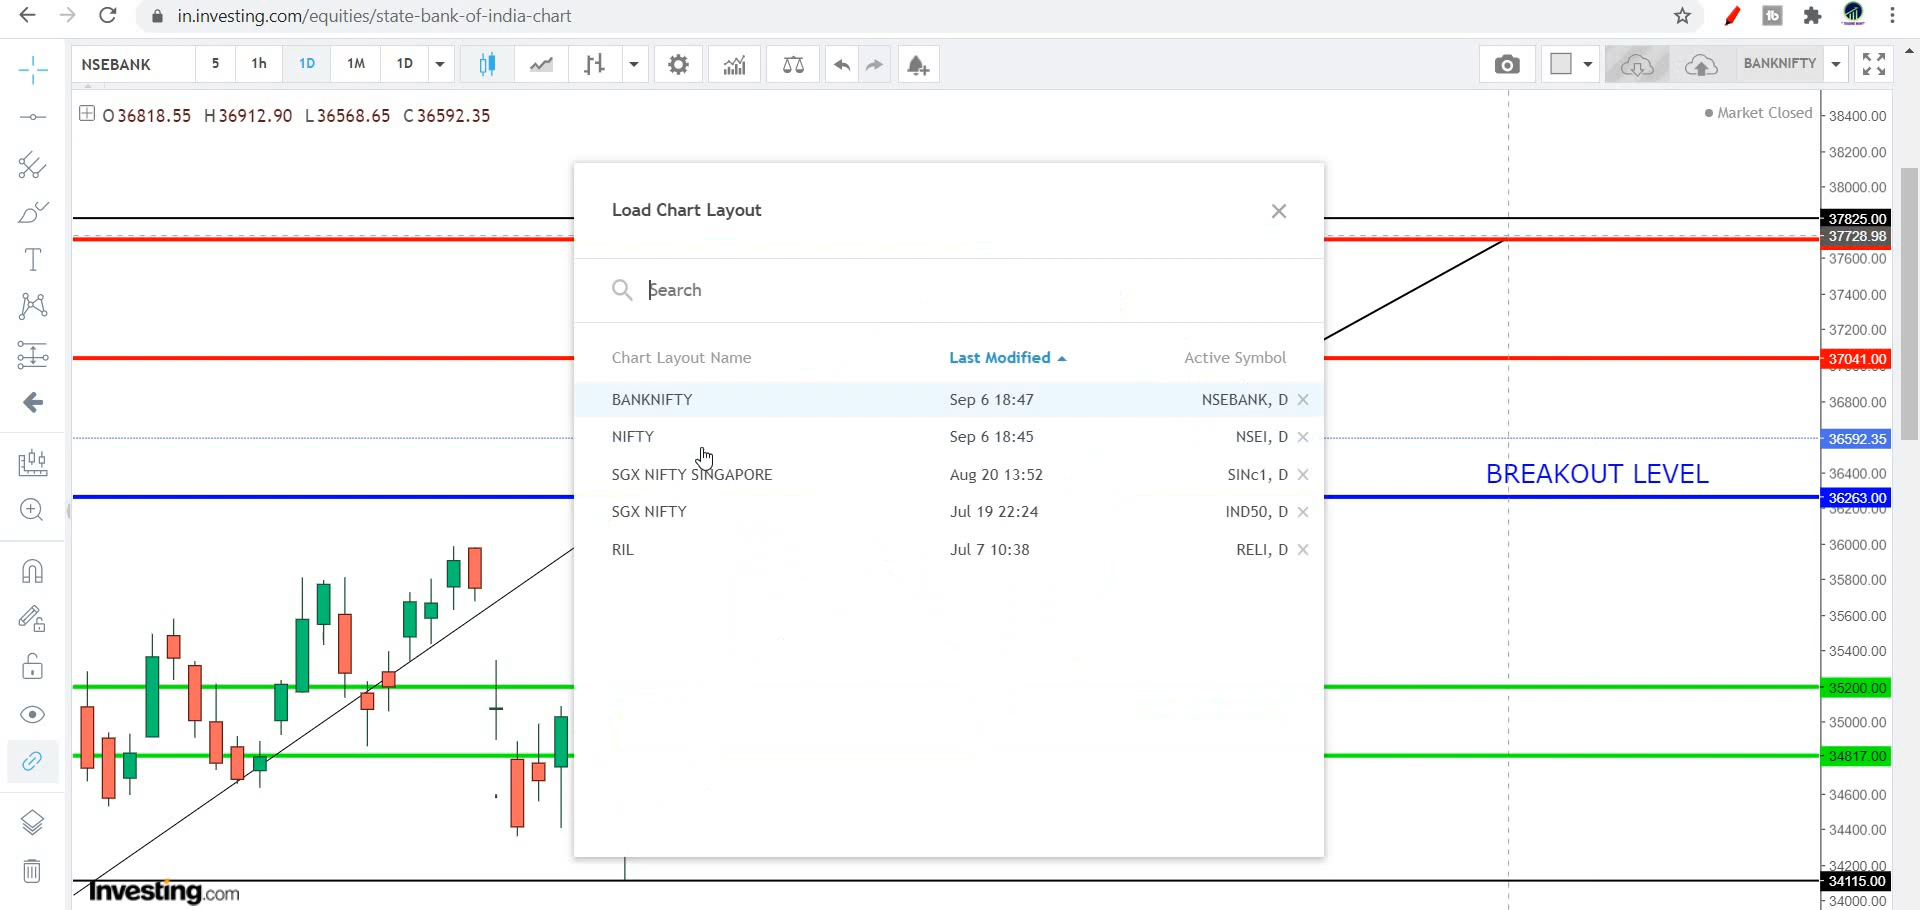 in.investing.com/equities/state-bank-of-india-chart
NSEBANK 5 1h 1D 1M 1D BANKNIFTY
O 36818.55 H 36912.90 L 36568.65 C 36592.35
Market Closed
38400.00
38200.00
38000.00
37825.00
37728.98
37600.00
37400.00
37200.00
37041.00
36800.00
36592.35
36400.00
BREAKOUT LEVEL
36263.00
36200.00
36000.00
35800.00
35600.00
35400.00
35200.00
35000.00
34817.00
34600.00
34400.00
34200.00
34115.00
34000.00
Load Chart Layout
Search
Chart Layout Name Last Modified Active Symbol
BANKNIFTY Sep 6 18:47 NSEBANK, D
NIFTY Sep 6 18:45 NSEI, D
SGX NIFTY SINGAPORE Aug 20 13:52 SINc1, D
SGX NIFTY Jul 19 22:24 IND50, D
RIL Jul 7 10:38 RELI, D
Investing.com